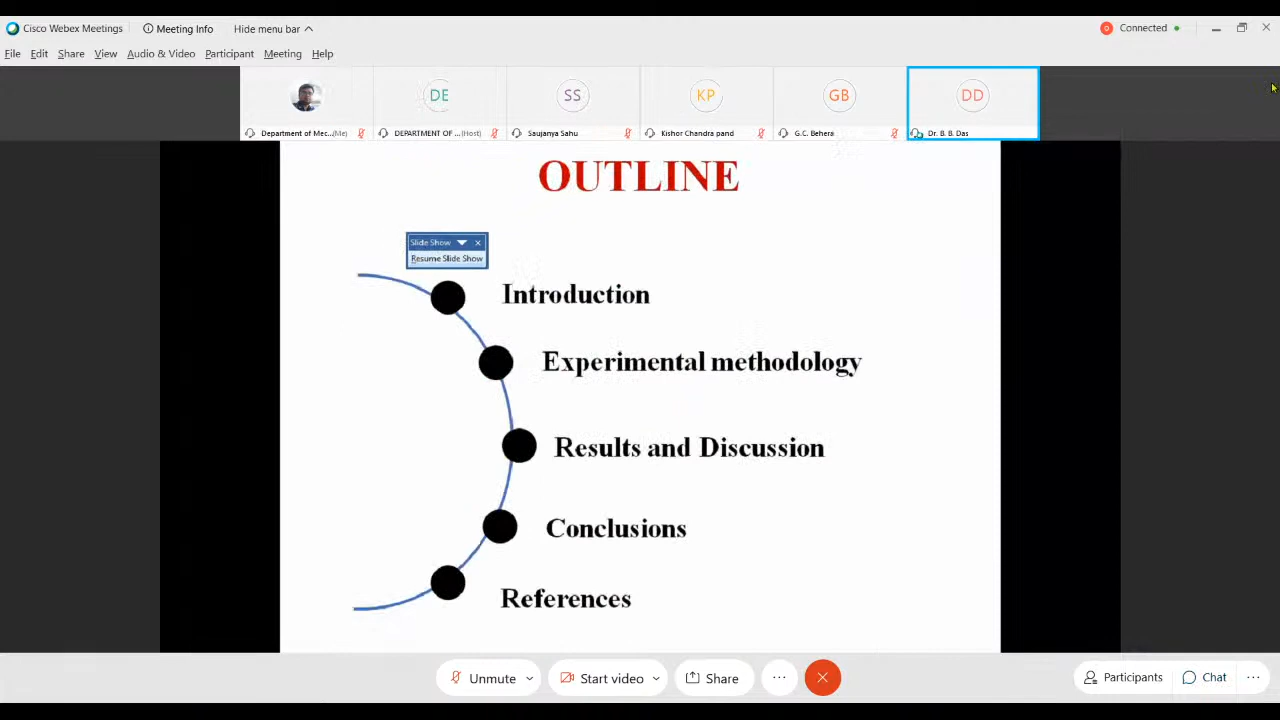 Cisco Webex Meetings
Meeting Info
Hide menu bar
Connected
File Edit Share View Audio & Video Participant Meeting Help
DE SS KP GB DD
Department of Mec...(Me) DEPARTMENT OF ...(Host) Saujanya Sahu Kishor Chandra pand G.C. Behera Dr. B. B. Das
OUTLINE
Slide Show
Resume Slide Show
Introduction
Experimental methodology
Results and Discussion
Conclusions
References
Unmute Start video Share ... Participants Chat ...